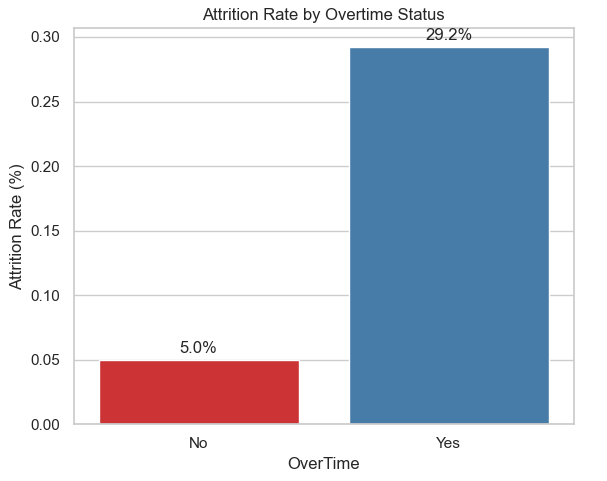 Attrition Rate by Overtime Status
Attrition Rate (%)
0.30
0.25
0.20
0.15
0.10
0.05
0.00
29.2%
5.0%
No
Yes
OverTime